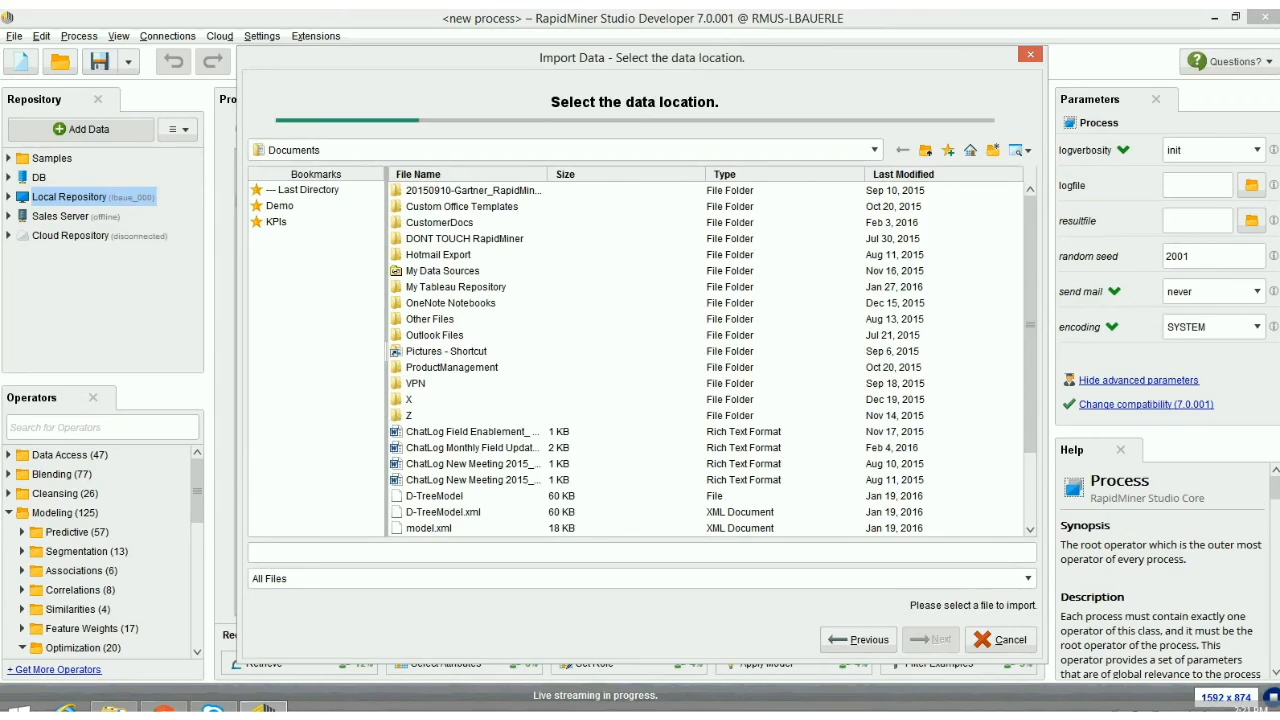 <new process> – RapidMiner Studio Developer 7.0.001 @ RMUS-LBAUERLE
File Edit Process View Connections Cloud Settings Extensions
Import Data - Select the data location.
Questions?
Repository
Add Data
Samples
DB
Local Repository (lbaue_000)
Sales Server (offline)
Cloud Repository (disconnected)
Pro
Operators
Search for Operators
Data Access (47)
Blending (77)
Cleansing (26)
Modeling (125)
Predictive (57)
Segmentation (13)
Associations (6)
Correlations (8)
Similarities (4)
Feature Weights (17)
Optimization (20)
+ Get More Operators
Select the data location.
Documents
Bookmarks
--- Last Directory
Demo
KPIs
File Name Size Type Last Modified
20150910-Gartner_RapidMin... File Folder Sep 10, 2015
Custom Office Templates File Folder Oct 20, 2015
CustomerDocs File Folder Feb 3, 2016
DONT TOUCH RapidMiner File Folder Jul 30, 2015
Hotmail Export File Folder Aug 11, 2015
My Data Sources File Folder Nov 16, 2015
My Tableau Repository File Folder Jan 27, 2016
OneNote Notebooks File Folder Dec 15, 2015
Other Files File Folder Aug 13, 2015
Outlook Files File Folder Jul 21, 2015
Pictures - Shortcut File Folder Sep 6, 2015
ProductManagement File Folder Oct 20, 2015
VPN File Folder Sep 18, 2015
X File Folder Dec 19, 2015
Z File Folder Nov 14, 2015
ChatLog Field Enablement_ ... 1 KB Rich Text Format Nov 17, 2015
ChatLog Monthly Field Updat... 2 KB Rich Text Format Feb 4, 2016
ChatLog New Meeting 2015_... 1 KB Rich Text Format Aug 10, 2015
ChatLog New Meeting 2015_... 1 KB Rich Text Format Aug 11, 2015
D-TreeModel 60 KB File Jan 19, 2016
D-TreeModel.xml 60 KB XML Document Jan 19, 2016
model.xml 18 KB XML Document Jan 19, 2016
All Files
Please select a file to import.
Previous Next Cancel
Re
Retrieve 12% Select Attributes Set Role 4% Apply Model 4% Filter Examples
Parameters
Process
logverbosity init
logfile
resultfile
random seed 2001
send mail never
encoding SYSTEM
Hide advanced parameters
Change compatibility (7.0.001)
Help
Process
RapidMiner Studio Core
Synopsis
The root operator which is the outer most
operator of every process.
Description
Each process must contain exactly one
operator of this class, and it must be the
root operator of the process. This
operator provides a set of parameters
that are of global relevance to the process
Live streaming in progress.
1592 x 874